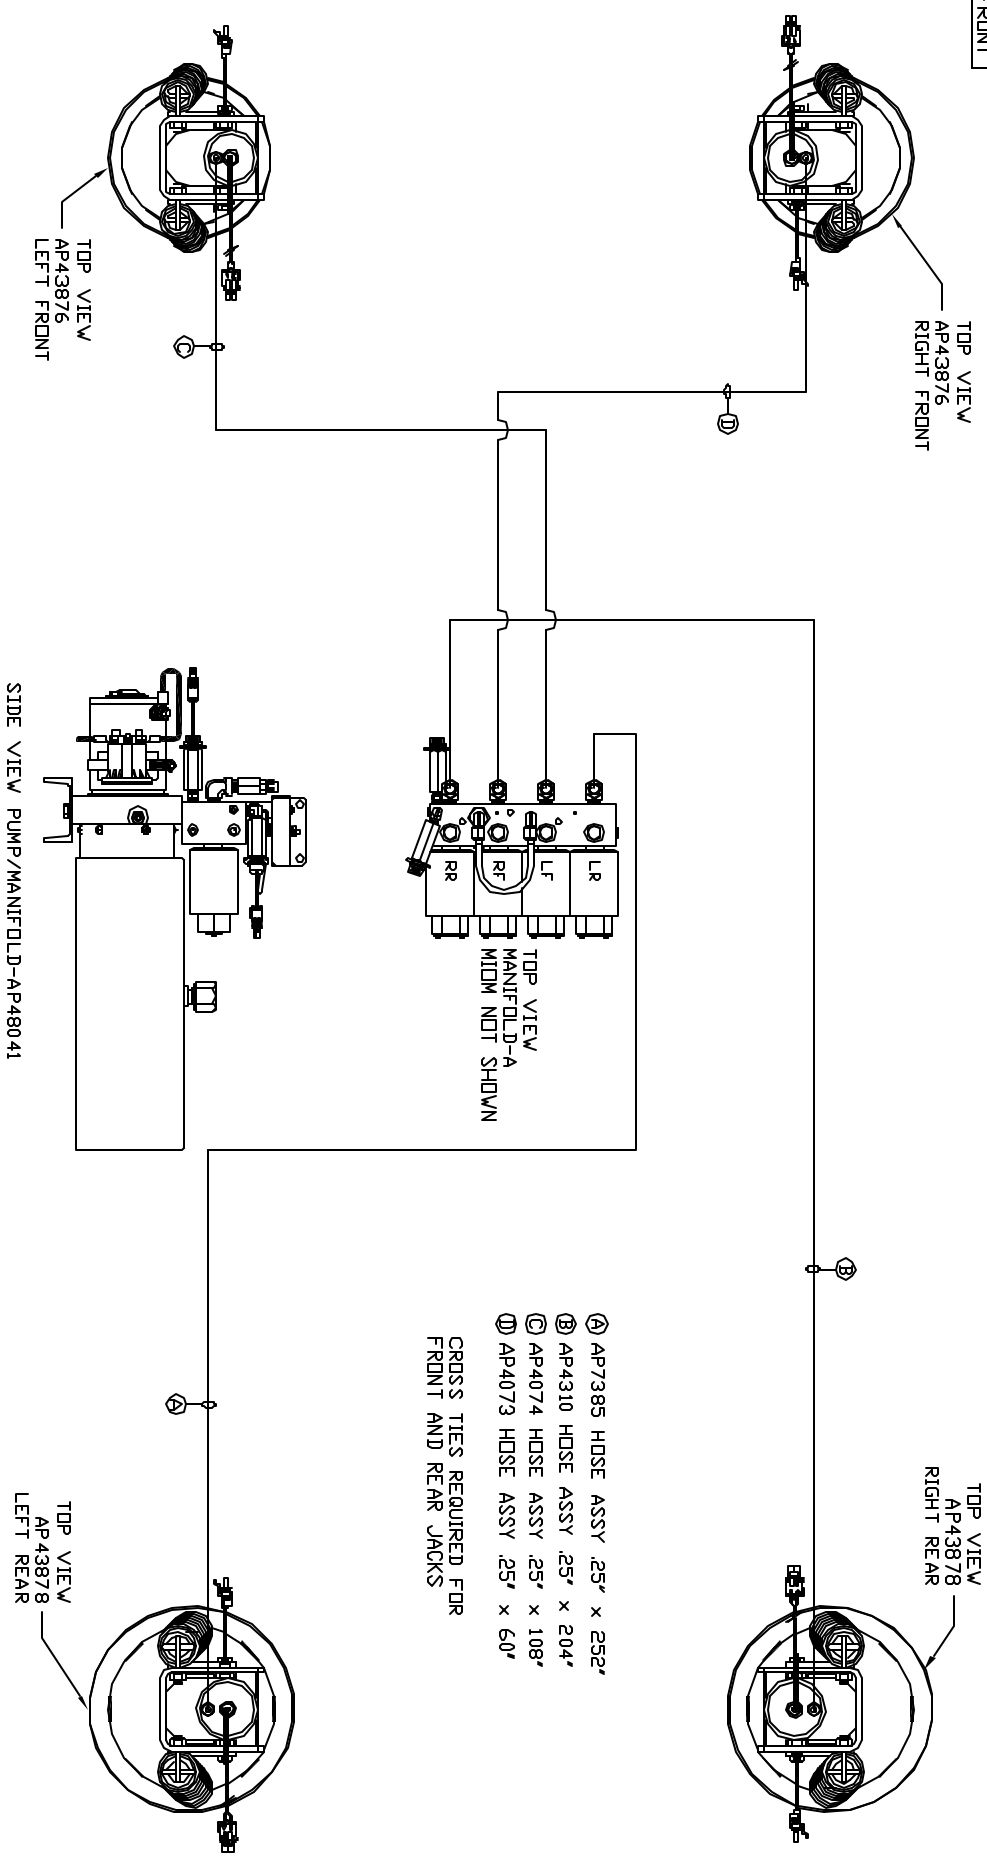 FRONT
TOP VIEW
AP43876
RIGHT FRONT
TOP VIEW
AP43878
RIGHT REAR
D
B
A AP7385 HOSE ASSY .25" x 252"
B AP4310 HOSE ASSY .25" x 204"
C AP4074 HOSE ASSY .25" x 108"
D AP4073 HOSE ASSY .25" x 60"
CROSS TIES REQUIRED FOR
FRONT AND REAR JACKS
LR
LF
RF
RR
TOP VIEW
MANIFOLD-A
MIOM NOT SHOWN
C
A
TOP VIEW
AP43876
LEFT FRONT
SIDE VIEW PUMP/MANIFOLD-AP48041
TOP VIEW
AP43878
LEFT REAR